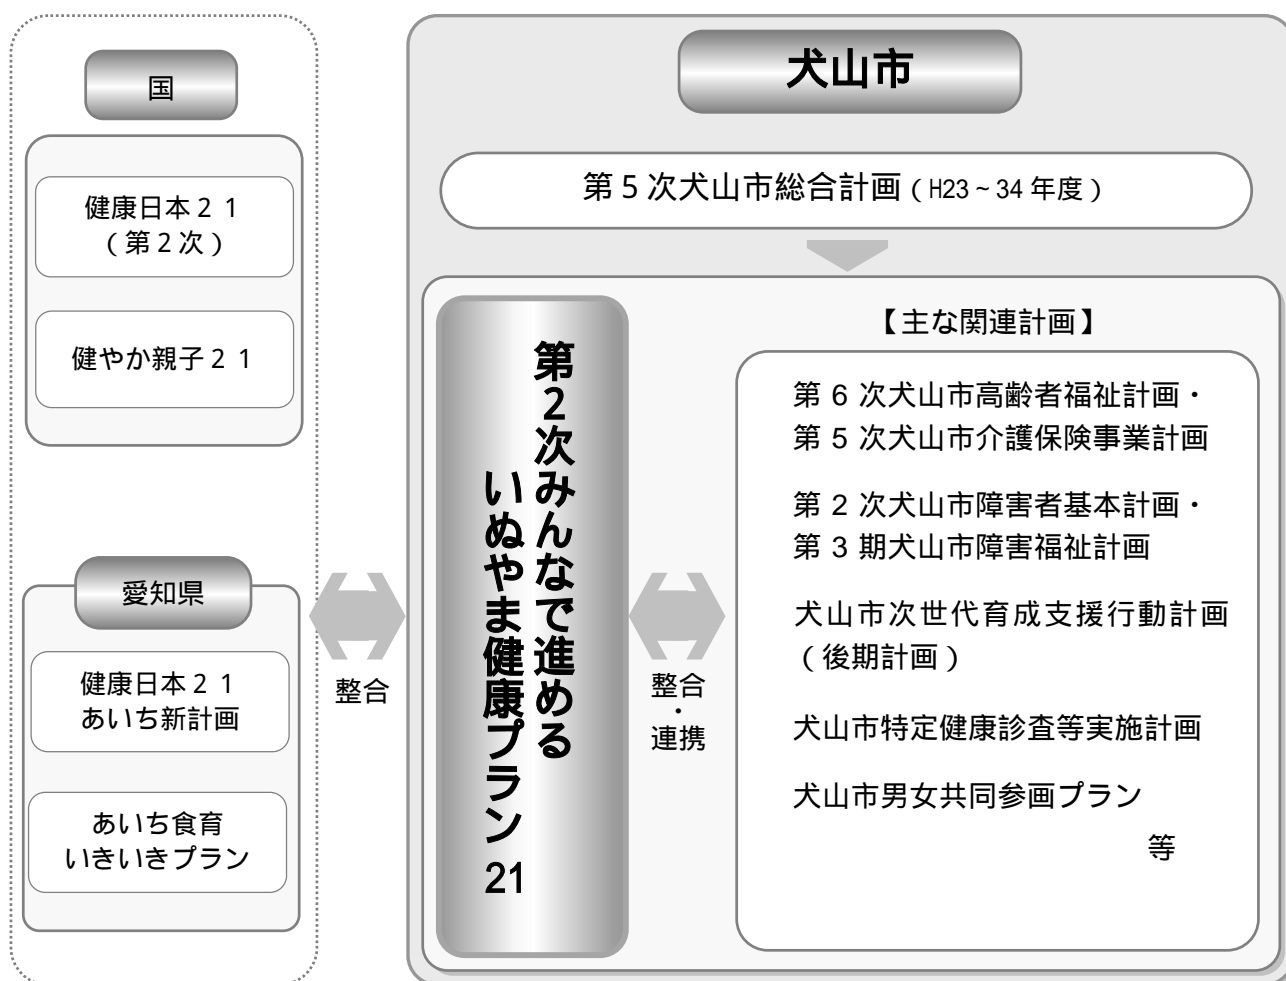 国
健康日本２１
（第２次）
健やか親子２１
愛知県
健康日本２１
あいち新計画
あいち食育
いきいきプラン
整合
犬山市
第５次犬山市総合計画（H23～34年度）
第２次みんなで進める
いぬやま健康プラン 21
整合
・
連携
【主な関連計画】
第６次犬山市高齢者福祉計画・
第５次犬山市介護保険事業計画
第２次犬山市障害者基本計画・
第３期犬山市障害福祉計画
犬山市次世代育成支援行動計画
（後期計画）
犬山市特定健康診査等実施計画
犬山市男女共同参画プラン
等